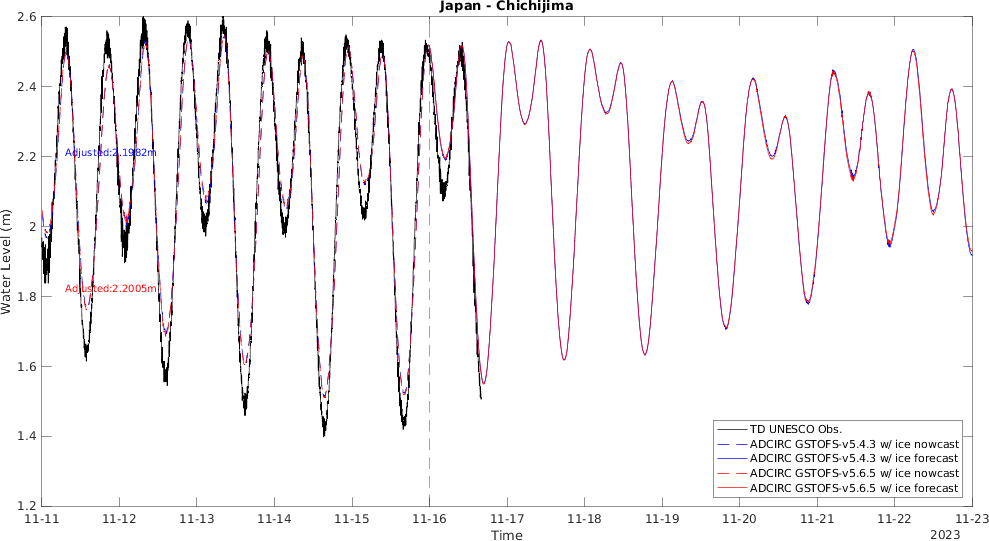 Japan - Chichijima
2.6
2.4
2.2
2
1.8
1.6
1.4
1.2
Water Level (m)
Adjusted:2.1982m
Adjusted:2.2005m
TD UNESCO Obs.
ADCIRC GSTOFS-v5.4.3 w/ ice nowcast
ADCIRC GSTOFS-v5.4.3 w/ ice forecast
ADCIRC GSTOFS-v5.6.5 w/ ice nowcast
ADCIRC GSTOFS-v5.6.5 w/ ice forecast
11-11 11-12 11-13 11-14 11-15 11-16 11-17 11-18 11-19 11-20 11-21 11-22 11-23
Time
2023